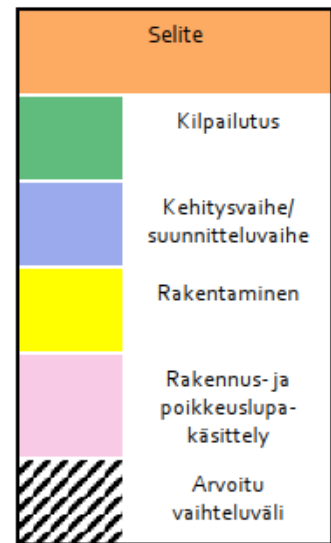 Selite
Kilpailutus
Kehitysvaihe/
suunnitteluvaihe
Rakentaminen
Rakennus- ja
poikkeuslupa-
käsittely
Arvoitu
vaihteluväli